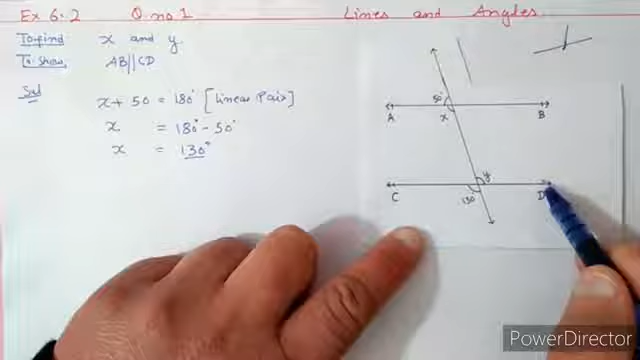 Ex 6.2 Q.no 1 Lines and Angles
To find x and y
To show, AB||CD
Sol
x + 50 = 180° [Linear Pair]
x = 180° - 50°
x = 130°
50°
A x B
y
C 130° D
PowerDirector